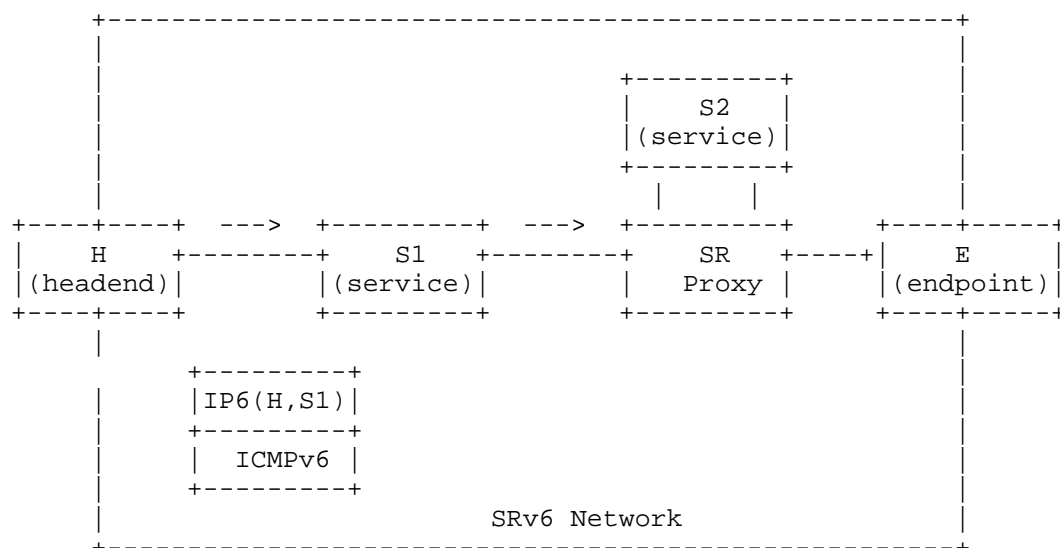 S2
(service)
---> --->
H S1 SR E
(headend) (service) Proxy (endpoint)
IP6(H,S1)
ICMPv6
SRv6 Network